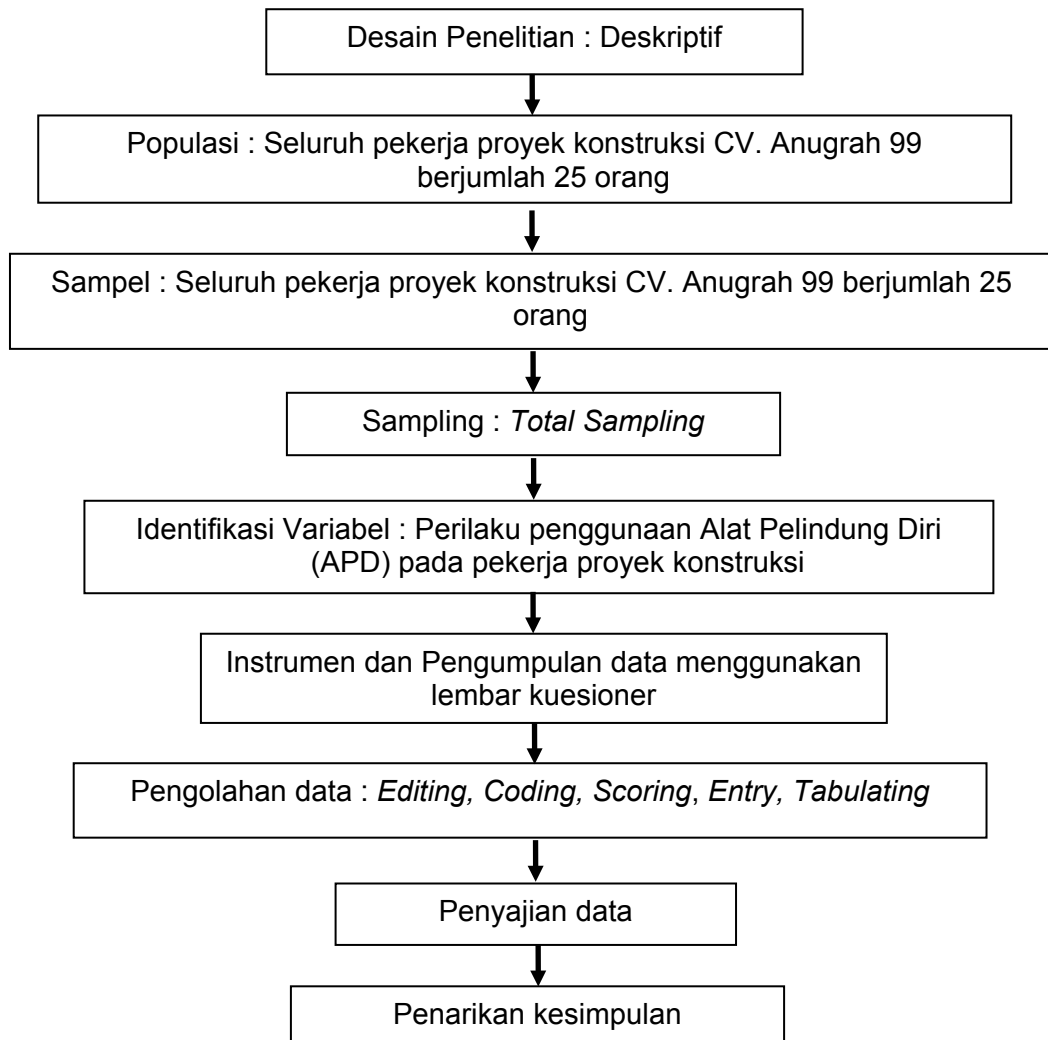 Desain Penelitian : Deskriptif
Populasi : Seluruh pekerja proyek konstruksi CV. Anugrah 99
berjumlah 25 orang
Sampel : Seluruh pekerja proyek konstruksi CV. Anugrah 99 berjumlah 25
orang
Sampling : Total Sampling
Identifikasi Variabel : Perilaku penggunaan Alat Pelindung Diri
(APD) pada pekerja proyek konstruksi
Instrumen dan Pengumpulan data menggunakan
lembar kuesioner
Pengolahan data : Editing, Coding, Scoring, Entry, Tabulating
Penyajian data
Penarikan kesimpulan